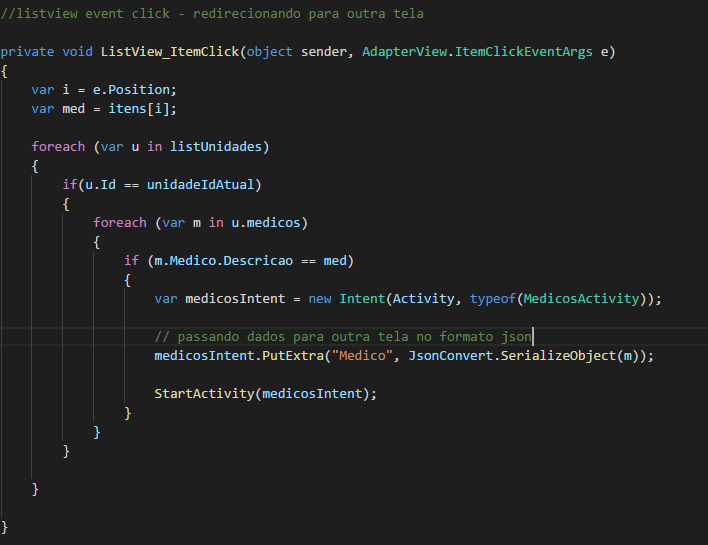 //listview event click - redirecionando para outra tela
private void ListView_ItemClick(object sender, AdapterView.ItemClickEventArgs e)
{
var i = e.Position;
var med = itens[i];
foreach (var u in listUnidades)
{
if(u.Id == unidadeIdAtual)
{
foreach (var m in u.medicos)
{
if (m.Medico.Descricao == med)
{
var medicosIntent = new Intent(Activity, typeof(MedicosActivity));
// passando dados para outra tela no formato json
medicosIntent.PutExtra("Medico", JsonConvert.SerializeObject(m));
StartActivity(medicosIntent);
}
}
}
}
}